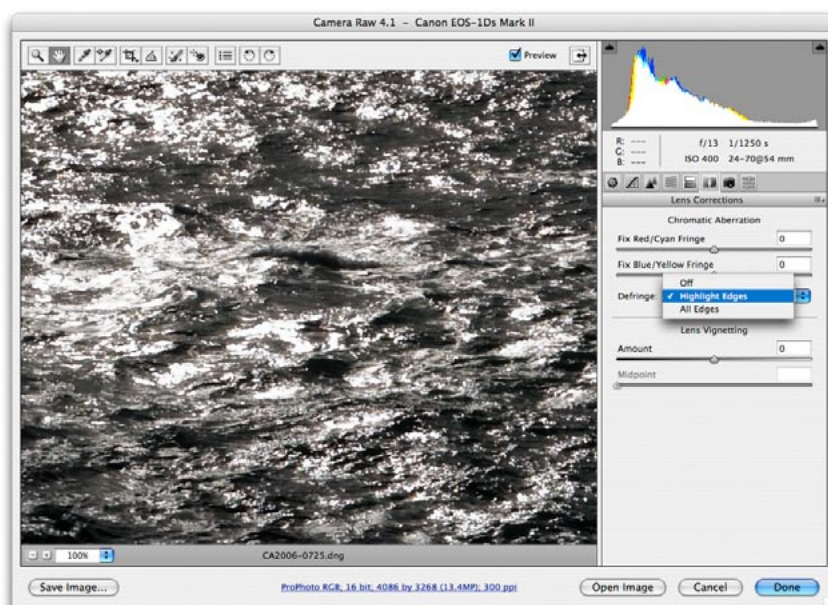 Camera Raw 4.1 – Canon EOS-1Ds Mark II
Preview
R: ---
G: ---
B: ---
f/13 1/1250 s
ISO 400 24-70@54 mm
Lens Corrections
Chromatic Aberration
Fix Red/Cyan Fringe 0
Fix Blue/Yellow Fringe 0
Defringe:
Off
✓ Highlight Edges
All Edges
Lens Vignetting
Amount 0
Midpoint
100%
CA2006-0725.dng
Save Image...
ProPhoto RGB; 16 bit; 4086 by 3268 (13.4MP); 300 ppi
Open Image
Cancel
Done